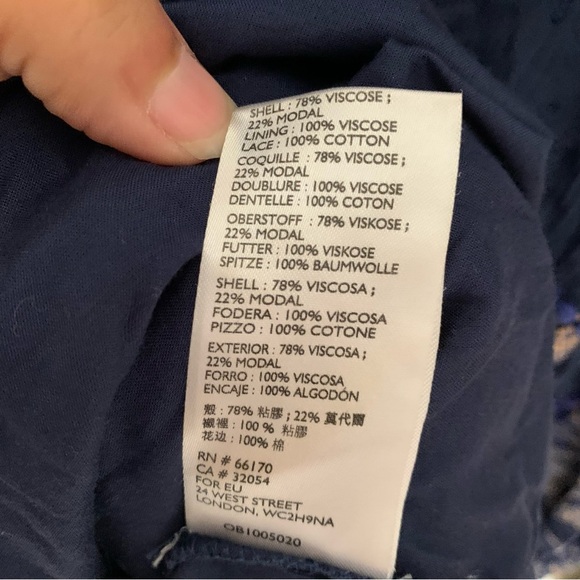 SHELL : 78% VISCOSE ;
22% MODAL
LINING : 100% VISCOSE
LACE : 100% COTTON
COQUILLE : 78% VISCOSE ;
22% MODAL
DOUBLURE : 100% VISCOSE
DENTELLE : 100% COTON
OBERSTOFF : 78% VISKOSE ;
22% MODAL
FUTTER : 100% VISKOSE
SPITZE : 100% BAUMWOLLE
SHELL : 78% VISCOSA ;
22% MODAL
FODERA : 100% VISCOSA
PIZZO : 100% COTONE
EXTERIOR : 78% VISCOSA ;
22% MODAL
FORRO : 100% VISCOSA
ENCAJE : 100% ALGODÓN
殼 : 78% 粘膠 ; 22% 莫代爾
襯裡 : 100 % 粘膠
花边 : 100% 棉
RN # 66170
CA # 32054
FOR EU
24 WEST STREET
LONDON, WC2H9NA
OB1005020